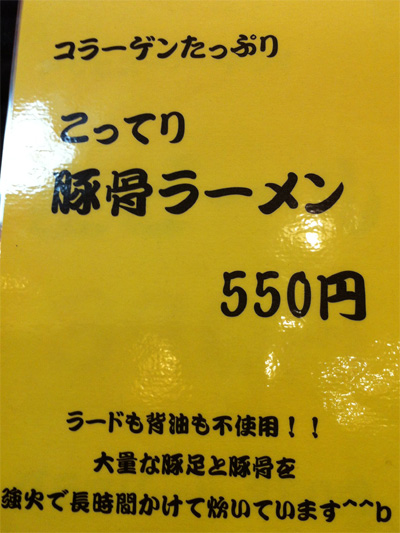 コラーゲンたっぷり
こってり
豚骨ラーメン
550円
ラードも背油も不使用！！
大量な豚足と豚骨を
強火で長時間かけて炊いています^^b